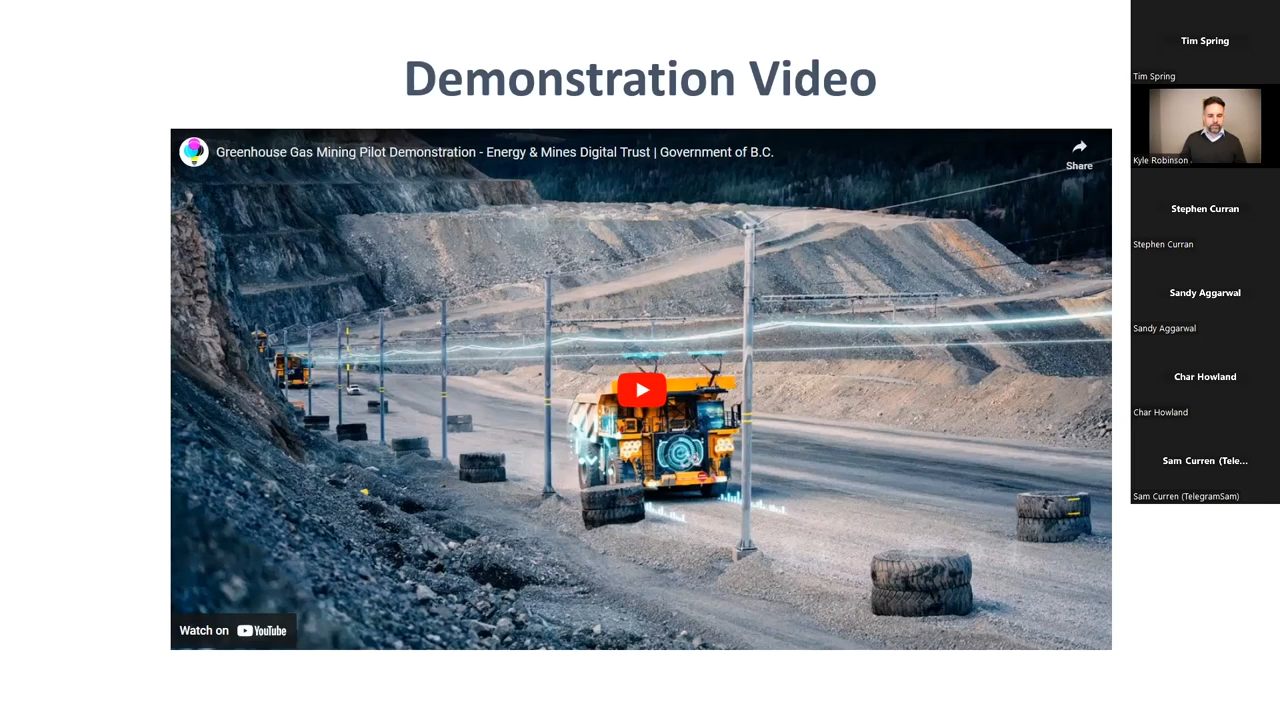 Demonstration Video
Greenhouse Gas Mining Pilot Demonstration - Energy & Mines Digital Trust | Government of B.C.
Share
Watch on YouTube
Tim Spring
Tim Spring
Kyle Robinson
Stephen Curran
Stephen Curran
Sandy Aggarwal
Sandy Aggarwal
Char Howland
Char Howland
Sam Curren (Tele...
Sam Curren (TelegramSam)